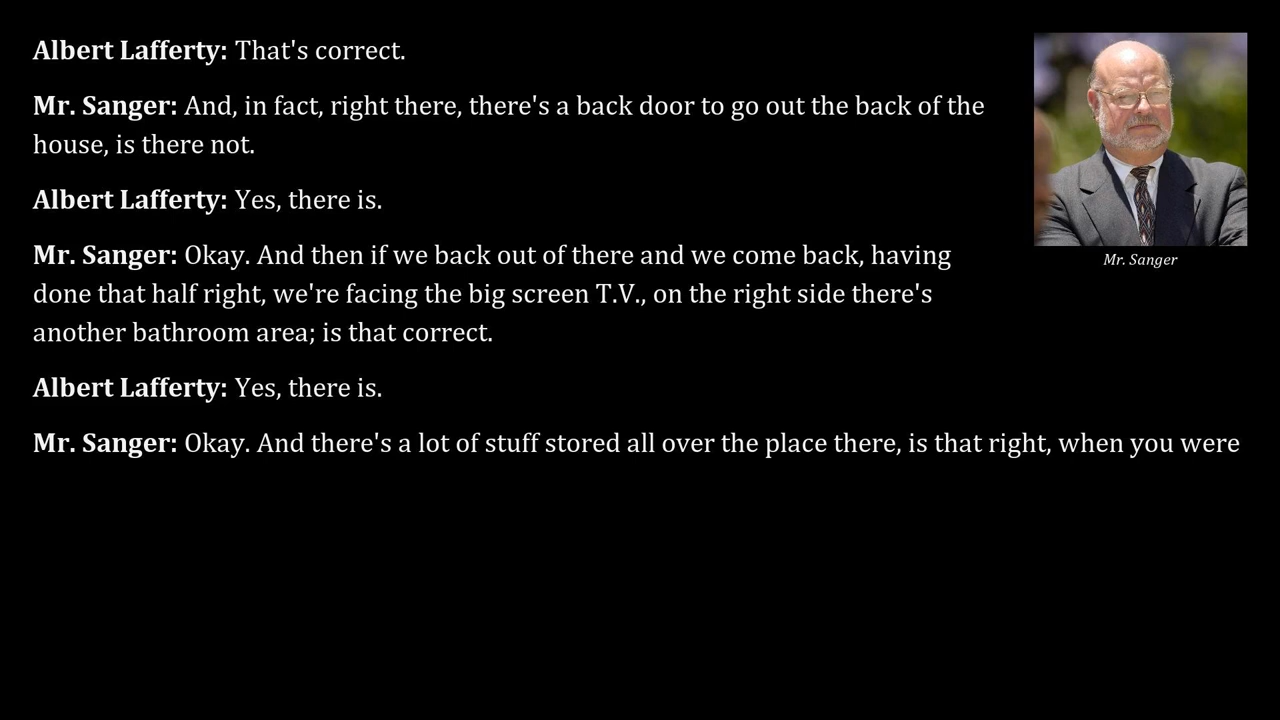 Albert Lafferty: That's correct.
Mr. Sanger: And, in fact, right there, there's a back door to go out the back of the
house, is there not.
Albert Lafferty: Yes, there is.
Mr. Sanger: Okay. And then if we back out of there and we come back, having
done that half right, we're facing the big screen T.V., on the right side there's
another bathroom area; is that correct.
Albert Lafferty: Yes, there is.
Mr. Sanger: Okay. And there's a lot of stuff stored all over the place there, is that right, when you were
Mr. Sanger